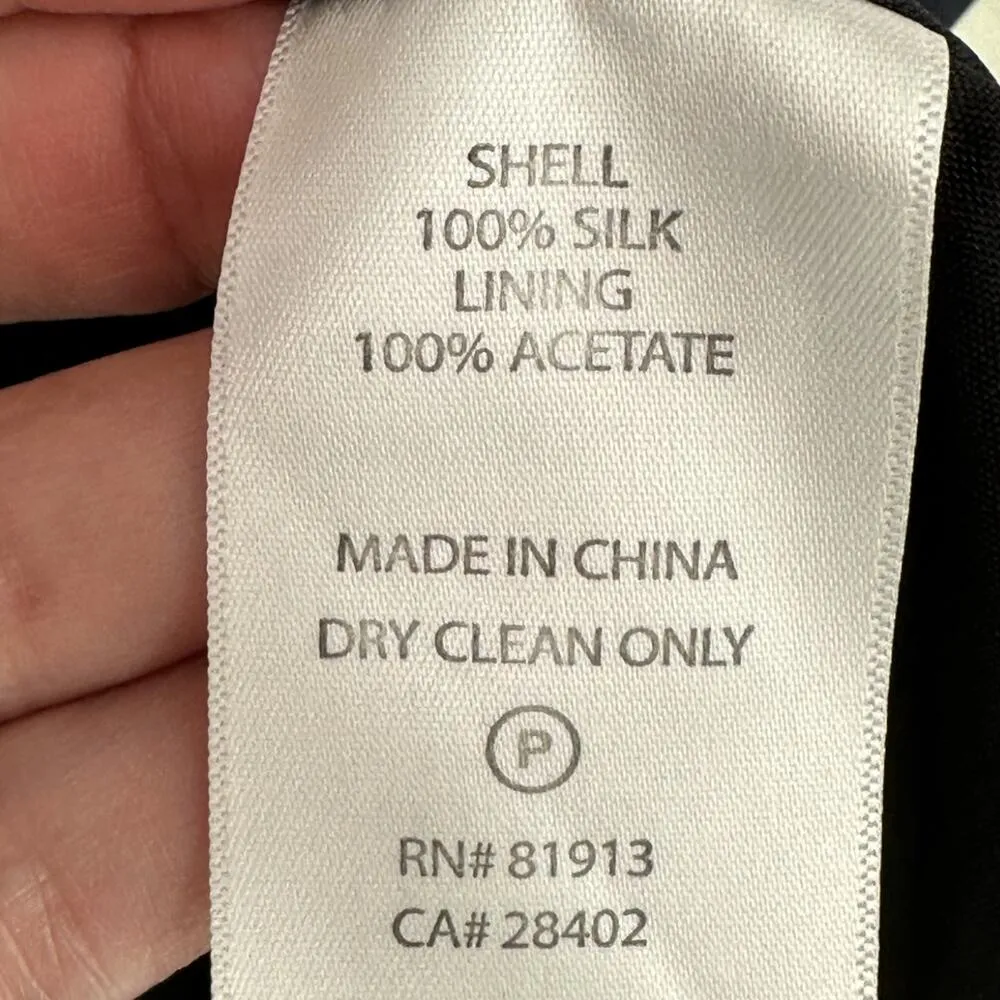 SHELL
100% SILK
LINING
100% ACETATE
MADE IN CHINA
DRY CLEAN ONLY
P
RN# 81913
CA# 28402